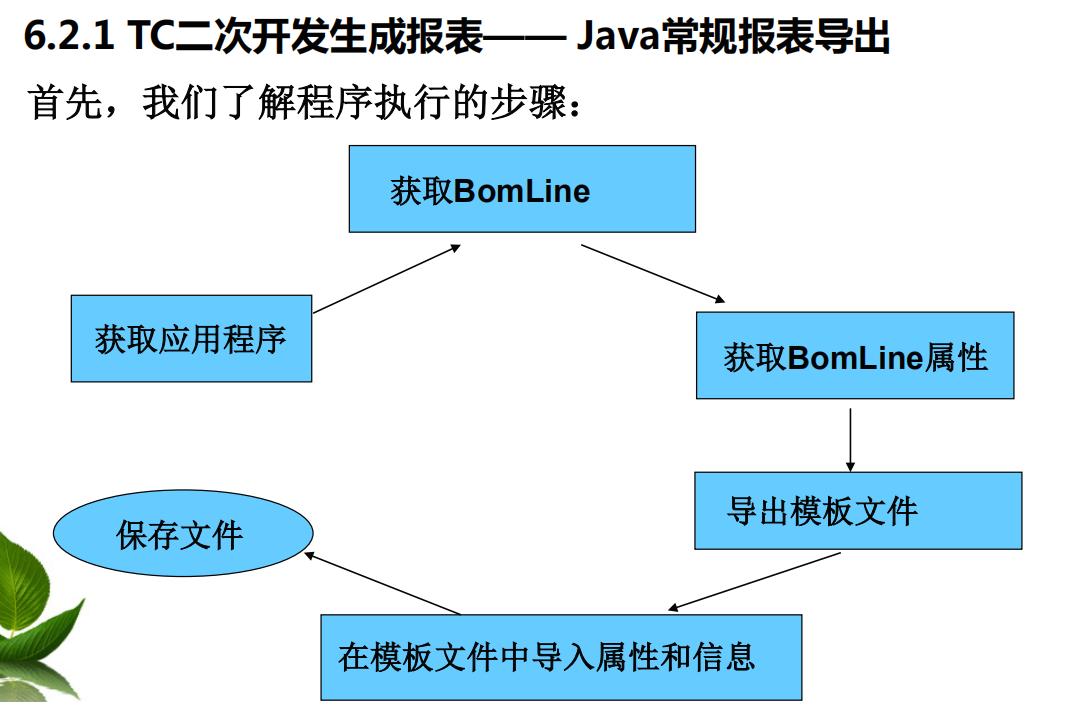 6.2.1 TC二次开发生成报表—— Java常规报表导出
首先，我们了解程序执行的步骤：
获取BomLine
获取应用程序
获取BomLine属性
导出模板文件
保存文件
在模板文件中导入属性和信息